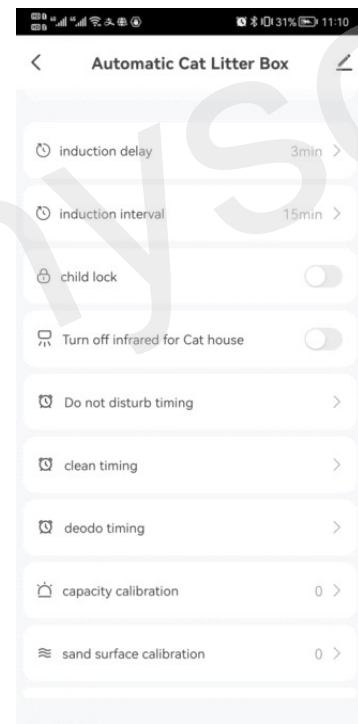 31% 11:10
Automatic Cat Litter Box
induction delay 3min
induction interval 15min
child lock
Turn off infrared for Cat house
Do not disturb timing
clean timing
deodo timing
capacity calibration 0
sand surface calibration 0